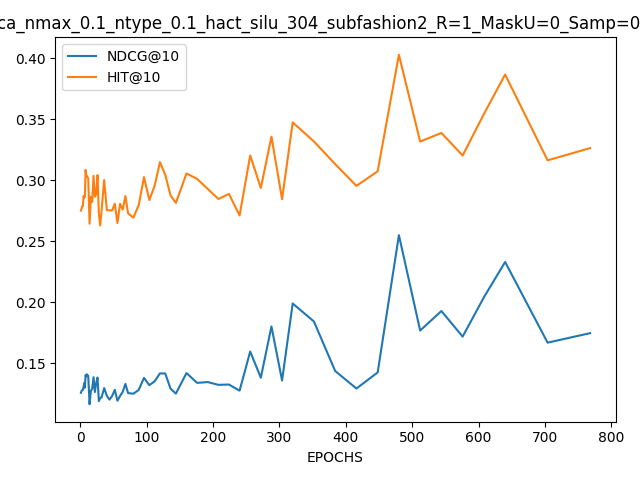 ca_nmax_0.1_ntype_0.1_hact_silu_304_subfashion2_R=1_MaskU=0_Samp=0
NDCG@10
HIT@10
0.40
0.35
0.30
0.25
0.20
0.15
0 100 200 300 400 500 600 700 800
EPOCHS